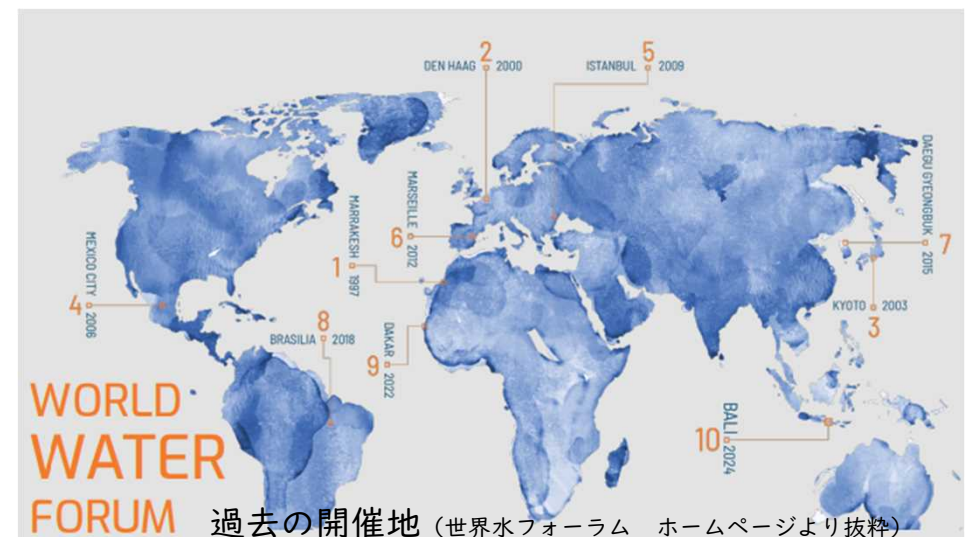 2
DEN HAAG 2000
5
ISTANBUL 2009
DAEGU GYEONGBUK 2015
7
MARSEILLE 2012
6
MARRAKESH 1997
1
MEXICO CITY 2006
4
KYOTO 2003
3
8
BRASILIA 2018
DAKAR 2022
9
BALI 2024
10
WORLD
WATER
FORUM
過去の開催地（世界水フォーラム　ホームページより抜粋）